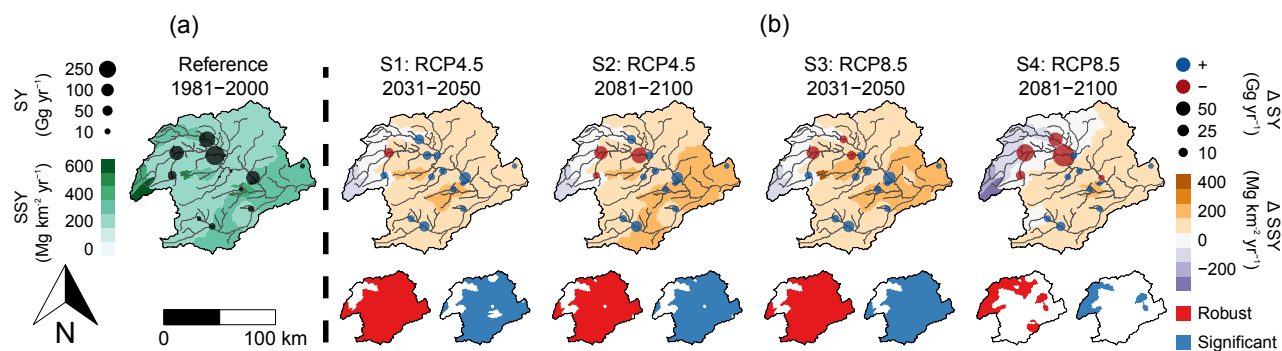 (a)
(b)
Reference
1981−2000
S1: RCP4.5
2031−2050
S2: RCP4.5
2081−2100
S3: RCP8.5
2031−2050
S4: RCP8.5
2081−2100
SY
(Gg yr⁻¹)
250
100
50
10
SSY
(Mg km⁻² yr⁻¹)
600
400
200
0
N
0
100 km
+
−
50
25
10
Δ SY
(Gg yr⁻¹)
400
200
0
−200
Δ SSY
(Mg km⁻² yr⁻¹)
Robust
Significant